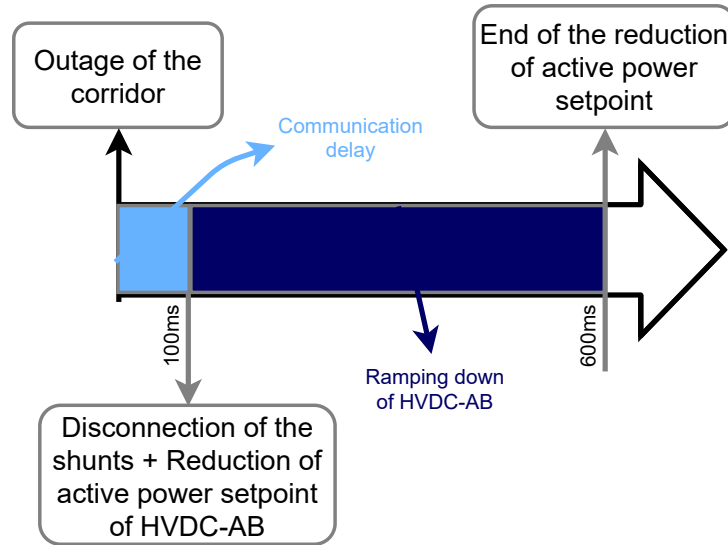 Outage of the
corridor
End of the reduction
of active power
setpoint
Communication
delay
100ms
600ms
Ramping down
of HVDC-AB
Disconnection of the
shunts + Reduction of
active power setpoint
of HVDC-AB